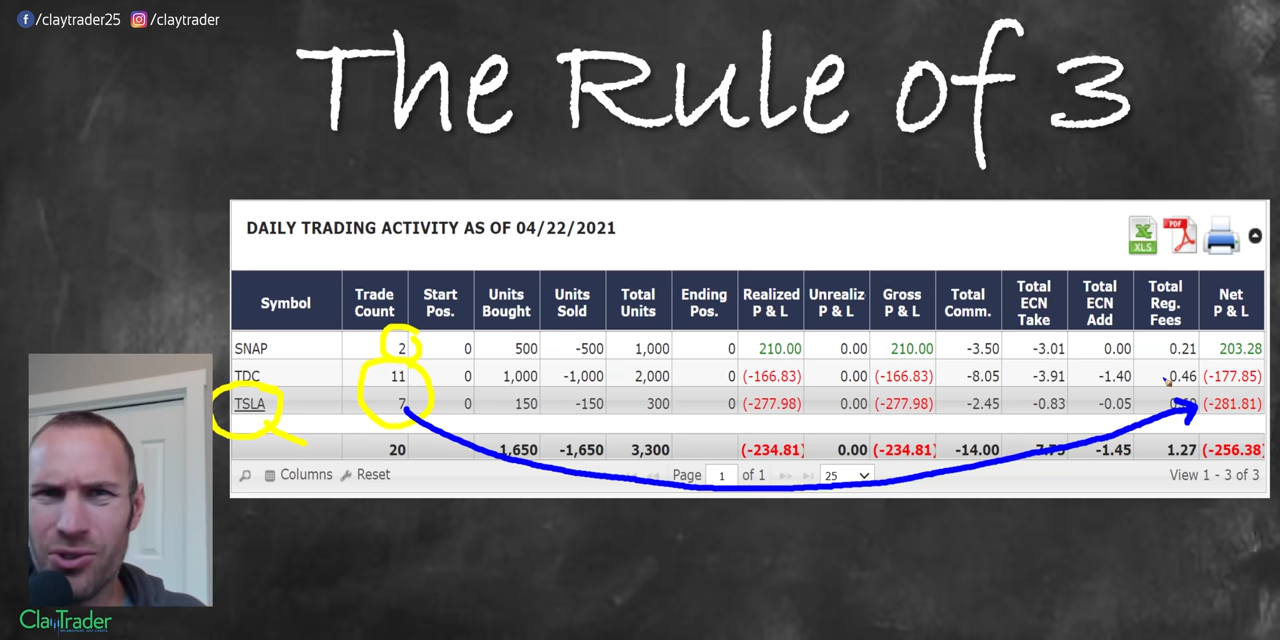 /claytrader25 /claytrader
The Rule of 3
DAILY TRADING ACTIVITY AS OF 04/22/2021
XLS PDF
Symbol Trade Count Start Pos. Units Bought Units Sold Total Units Ending Pos. Realized P & L Unrealiz P & L Gross P & L Total Comm. Total ECN Take Total ECN Add Total Reg. Fees Net P & L
SNAP 2 0 500 -500 1,000 0 210.00 0.00 210.00 -3.50 -3.01 0.00 0.21 203.28
TDC 11 0 1,000 -1,000 2,000 0 (-166.83) 0.00 (-166.83) -8.05 -3.91 -1.40 0.46 (-177.85)
TSLA 7 0 150 -150 300 0 (-277.98) 0.00 (-277.98) -2.45 -0.83 -0.05 (-281.81)
20 1,650 -1,650 3,300 (-234.81) 0.00 (-234.81) -14.00 -7.75 -1.45 1.27 (-256.38)
Columns Reset Page 1 of 1 25 View 1 - 3 of 3
ClayTrader